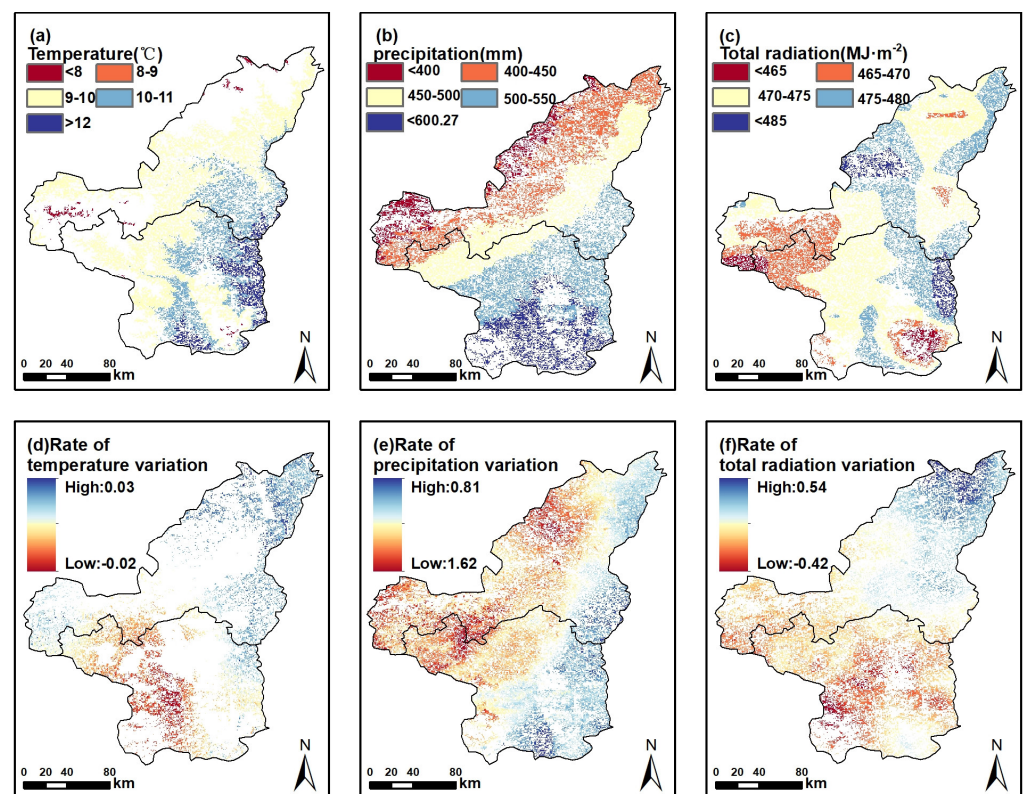 (a)
Temperature(℃)
<8 8-9
9-10 10-11
>12
N
0 20 40 80
km
(b)
precipitation(mm)
<400 400-450
450-500 500-550
<600.27
N
0 20 40 80
km
(c)
Total radiation(MJ·m-2)
<465 465-470
470-475 475-480
<485
N
0 20 40 80
km
(d)Rate of
temperature variation
High:0.03
Low:-0.02
N
0 20 40 80
km
(e)Rate of
precipitation variation
High:0.81
Low:1.62
N
0 20 40 80
km
(f)Rate of
total radiation variation
High:0.54
Low:-0.42
N
0 20 40 80
km